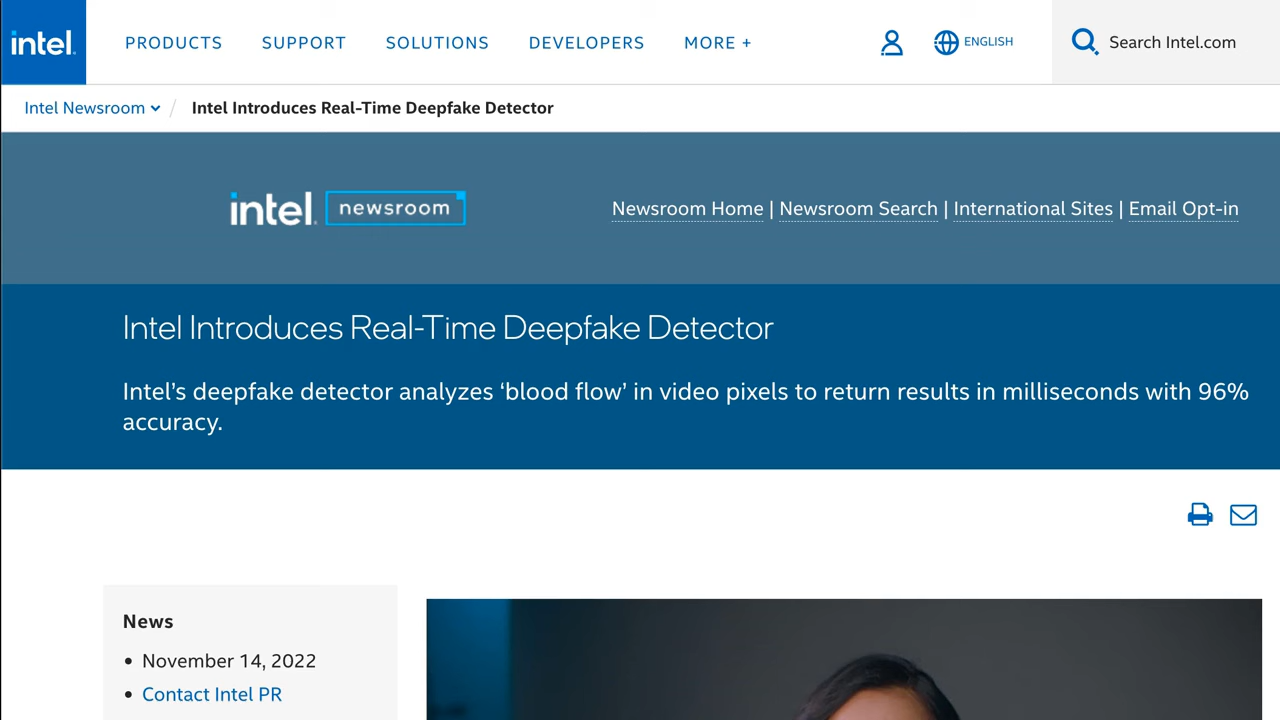 intel.
PRODUCTS SUPPORT SOLUTIONS DEVELOPERS MORE + ENGLISH Search Intel.com
Intel Newsroom / Intel Introduces Real-Time Deepfake Detector
intel. newsroom Newsroom Home | Newsroom Search | International Sites | Email Opt-in
Intel Introduces Real-Time Deepfake Detector
Intel’s deepfake detector analyzes ‘blood flow’ in video pixels to return results in milliseconds with 96%
accuracy.
News
• November 14, 2022
• Contact Intel PR